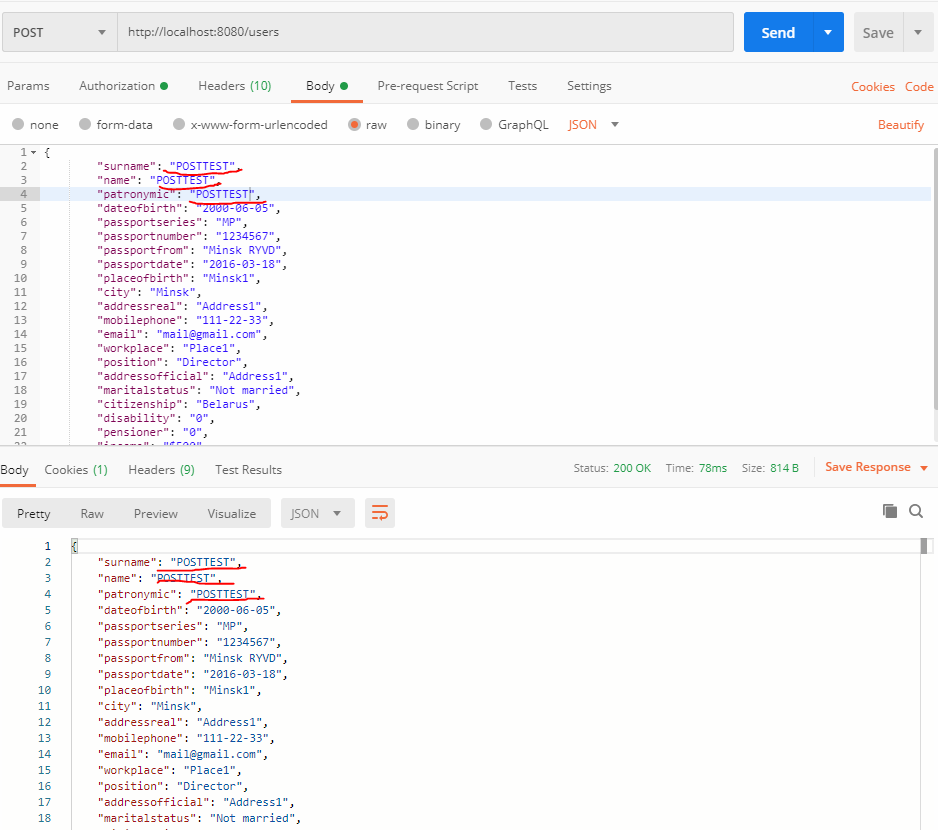 POST http://localhost:8080/users Send Save
Params Authorization Headers (10) Body Pre-request Script Tests Settings Cookies Code
none form-data x-www-form-urlencoded raw binary GraphQL JSON Beautify
1 {
2 "surname": "POSTTEST",
3 "name": "POSTTEST",
4 "patronymic": "POSTTEST",
5 "dateofbirth": "2000-06-05",
6 "passportseries": "MP",
7 "passportnumber": "1234567",
8 "passportfrom": "Minsk RYVD",
9 "passportdate": "2016-03-18",
10 "placeofbirth": "Minsk1",
11 "city": "Minsk",
12 "addressreal": "Address1",
13 "mobilephone": "111-22-33",
14 "email": "mail@gmail.com",
15 "workplace": "Place1",
16 "position": "Director",
17 "addressofficial": "Address1",
18 "maritalstatus": "Not married",
19 "citizenship": "Belarus",
20 "disability": "0",
21 "pensioner": "0",
Body Cookies (1) Headers (9) Test Results Status: 200 OK Time: 78ms Size: 814 B Save Response
Pretty Raw Preview Visualize JSON
1 {
2 "surname": "POSTTEST",
3 "name": "POSTTEST",
4 "patronymic": "POSTTEST",
5 "dateofbirth": "2000-06-05",
6 "passportseries": "MP",
7 "passportnumber": "1234567",
8 "passportfrom": "Minsk RYVD",
9 "passportdate": "2016-03-18",
10 "placeofbirth": "Minsk1",
11 "city": "Minsk",
12 "addressreal": "Address1",
13 "mobilephone": "111-22-33",
14 "email": "mail@gmail.com",
15 "workplace": "Place1",
16 "position": "Director",
17 "addressofficial": "Address1",
18 "maritalstatus": "Not married",